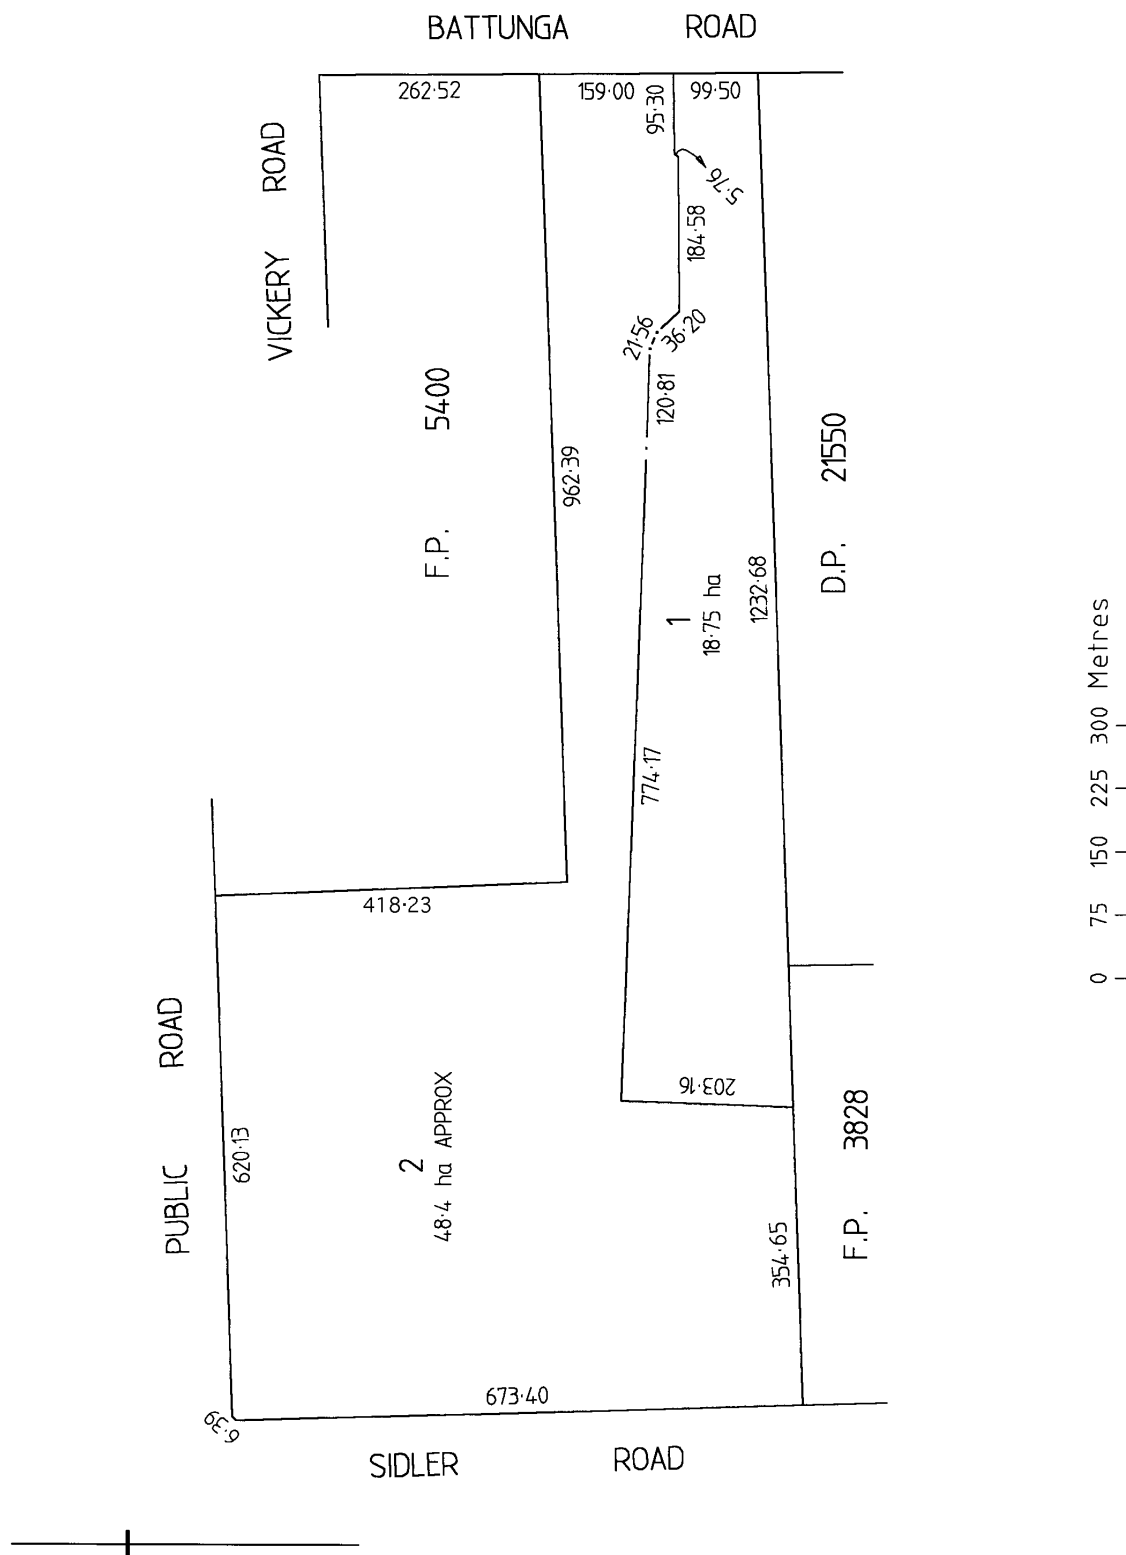 BATTUNGA ROAD
262·52
159·00
99·50
95·30
5·76
VICKERY ROAD
184·58
21·56
36·20
120·81
F.P. 5400
962·39
D.P. 21550
1
18·75 ha
1232·68
774·17
0 75 150 225 300 Metres
418·23
PUBLIC ROAD
203·16
620·13
2
48·4 ha APPROX
F.P. 3828
354·65
673·40
6·39
SIDLER ROAD